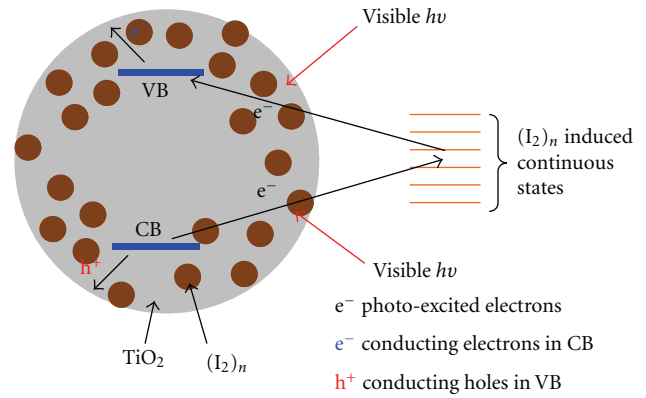 Visible hν
VB
e⁻
(I₂)ₙ induced
continuous
states
e⁻
CB
h⁺
Visible hν
TiO₂
(I₂)ₙ
e⁻ photo-excited electrons
e⁻ conducting electrons in CB
h⁺ conducting holes in VB